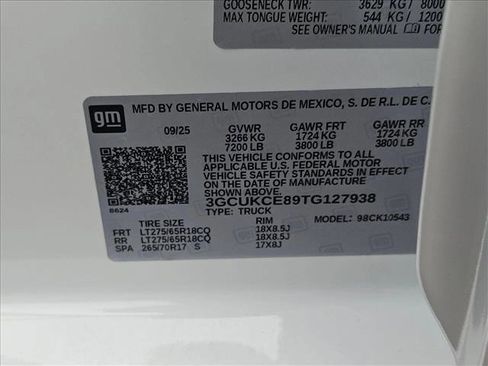 GOOSENECK TWR: 3629 KG / 8000
MAX TONGUE WEIGHT: 544 KG / 1200
SEE OWNER'S MANUAL FOR
gm
MFD BY GENERAL MOTORS DE MEXICO, S. DE R.L. DE C.
09/25 GVWR GAWR FRT GAWR RR
3266 KG 1724 KG 1724 KG
7200 LB 3800 LB 3800 LB
THIS VEHICLE CONFORMS TO ALL
APPLICABLE U.S. FEDERAL MOTOR
VEHICLE SAFETY STANDARDS IN EFFECT
ON THE DATE OF MANUFACTURE SHOWN ABOVE.
3GCUKCE89TG127938
8624 TYPE: TRUCK MODEL: 98CK10543
TIRE SIZE RIM
FRT LT275/65R18CQ 18X8.5J
RR LT275/65R18CQ 18X8.5J
SPA 265/70R17 S 17X8J